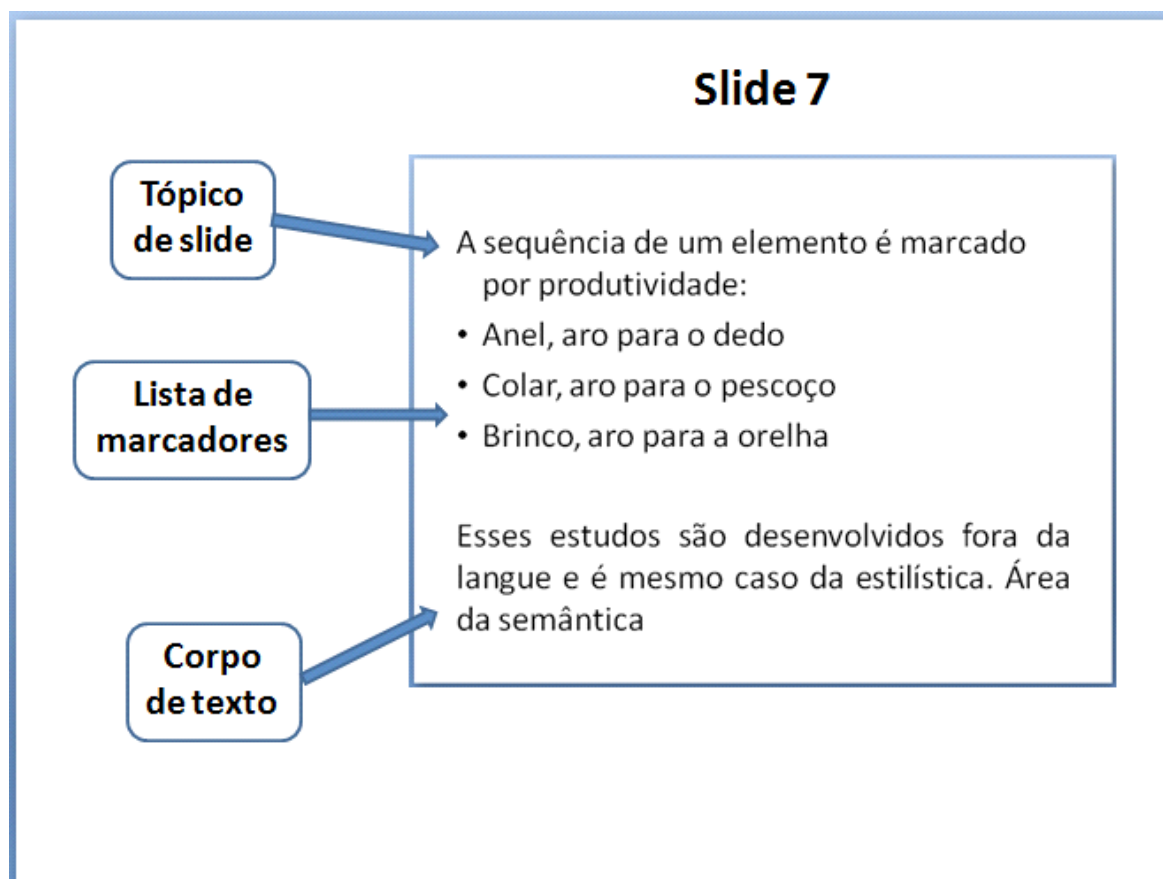 Slide 7
Tópico
de slide
A sequência de um elemento é marcado
por produtividade:
• Anel, aro para o dedo
• Colar, aro para o pescoço
• Brinco, aro para a orelha
Lista de
marcadores
Esses estudos são desenvolvidos fora da
langue e é mesmo caso da estilística. Área
da semântica
Corpo
de texto